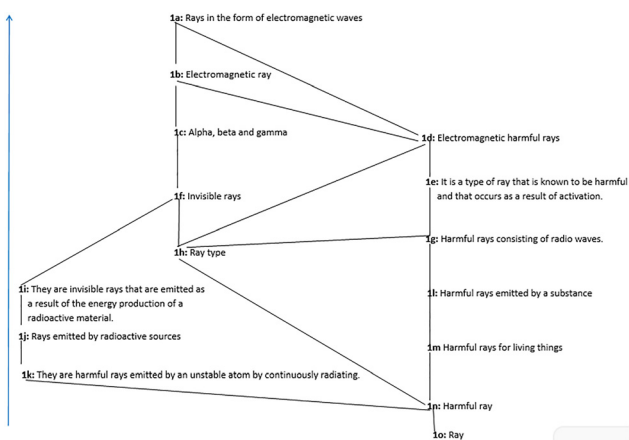 1a: Rays in the form of electromagnetic waves
1b: Electromagnetic ray
1c: Alpha, beta and gamma
1d: Electromagnetic harmful rays
1e: It is a type of ray that is known to be harmful
and that occurs as a result of activation.
1f: Invisible rays
1g: Harmful rays consisting of radio waves.
1h: Ray type
1i: They are invisible rays that are emitted as
a result of the energy production of a
radioactive material.
1l: Harmful rays emitted by a substance
1j: Rays emitted by radioactive sources
1m Harmful rays for living things
1k: They are harmful rays emitted by an unstable atom by continuously radiating.
1n: Harmful ray
1o: Ray